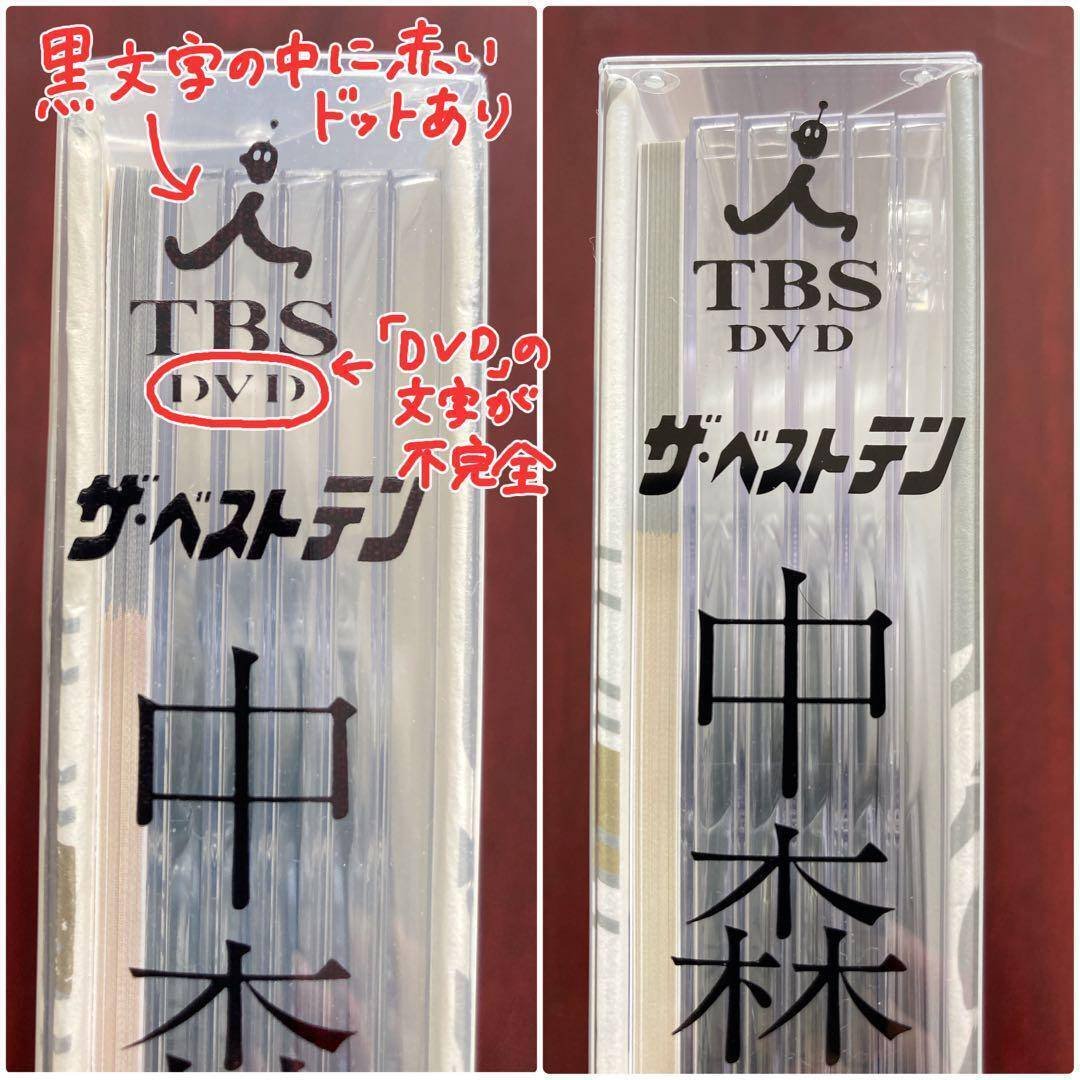 黒文字の中に赤い
ドットあり
TBS
DVD
「DVD」の
文字が
不完全
ザ・ベストテン
中
TBS
DVD
ザ・ベストテン
中
森